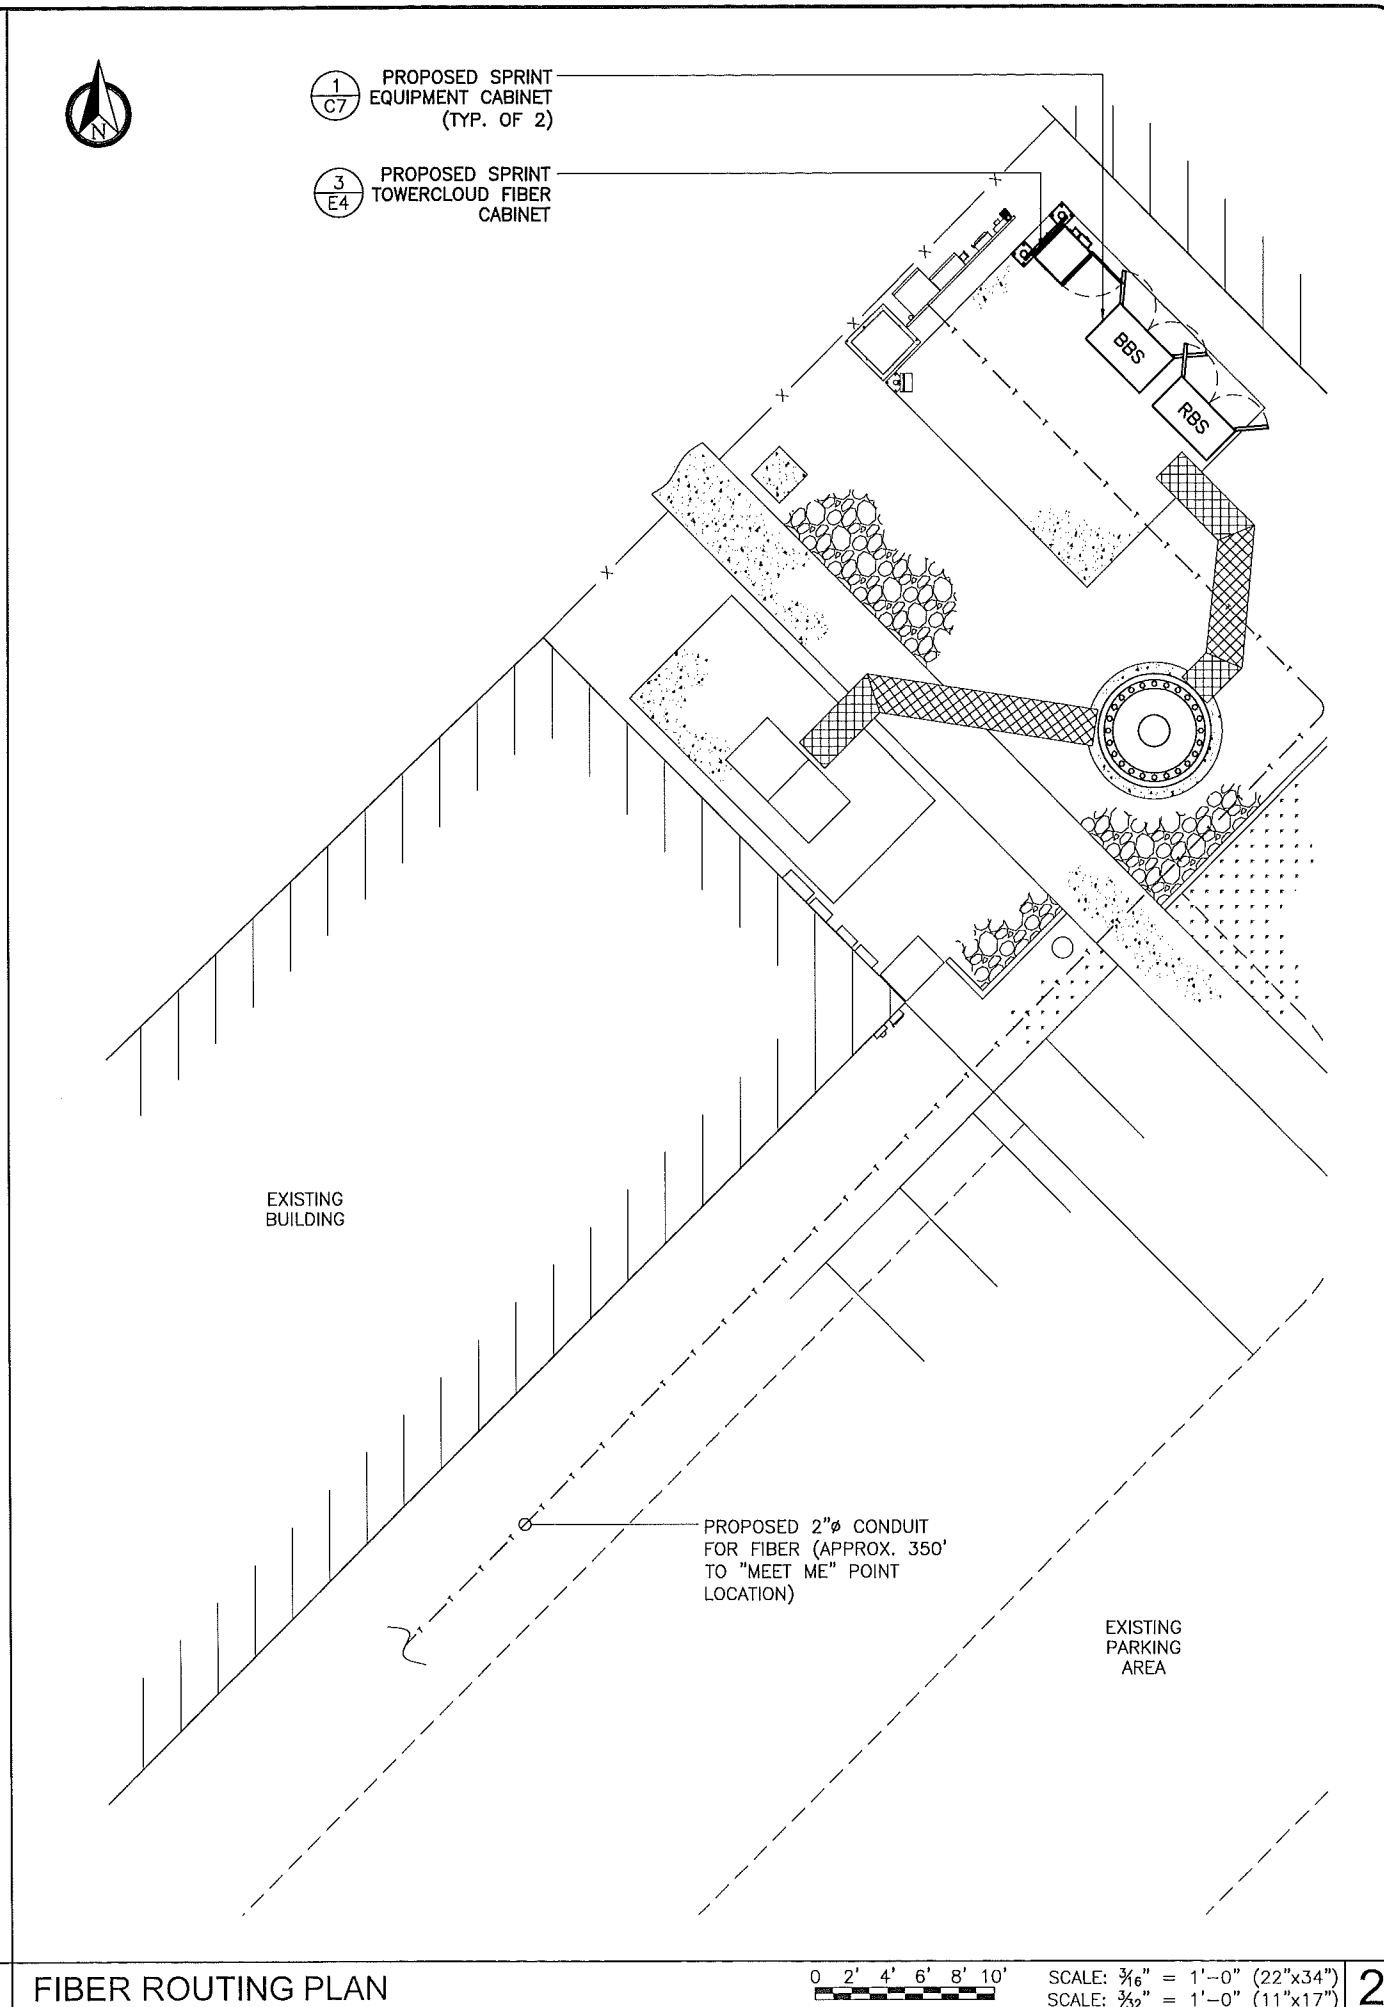 1
C7
PROPOSED SPRINT
EQUIPMENT CABINET
(TYP. OF 2)
3
E4
PROPOSED SPRINT
TOWERCLOUD FIBER
CABINET
N
BBS
RBS
EXISTING
BUILDING
PROPOSED 2"ø CONDUIT
FOR FIBER (APPROX. 350'
TO "MEET ME" POINT
LOCATION)
EXISTING
PARKING
AREA
FIBER ROUTING PLAN
0 2' 4' 6' 8' 10'
SCALE: 3/16" = 1'-0" (22"x34")
SCALE: 3/32" = 1'-0" (11"x17")
2